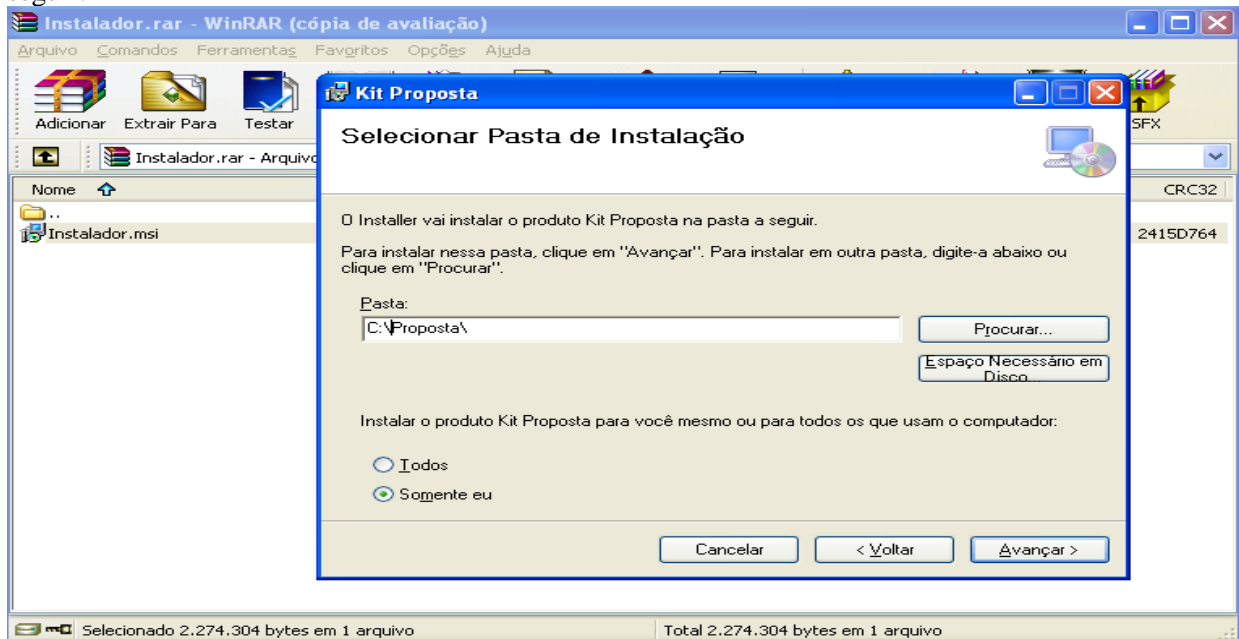 Instalador.rar - WinRAR (cópia de avaliação)
Arquivo Comandos Ferramentas Favoritos Opções Ajuda
Adicionar Extrair Para Testar SFX
Instalador.rar - Arquivo
Nome CRC32
..
Instalador.msi 2415D764
Kit Proposta
Selecionar Pasta de Instalação
O Installer vai instalar o produto Kit Proposta na pasta a seguir.
Para instalar nessa pasta, clique em "Avançar". Para instalar em outra pasta, digite-a abaixo ou
clique em "Procurar".
Pasta:
C:\Proposta\
Procurar...
Espaço Necessário em
Disco...
Instalar o produto Kit Proposta para você mesmo ou para todos os que usam o computador:
Todos
Somente eu
Cancelar < Voltar Avançar >
Selecionado 2.274.304 bytes em 1 arquivo Total 2.274.304 bytes em 1 arquivo